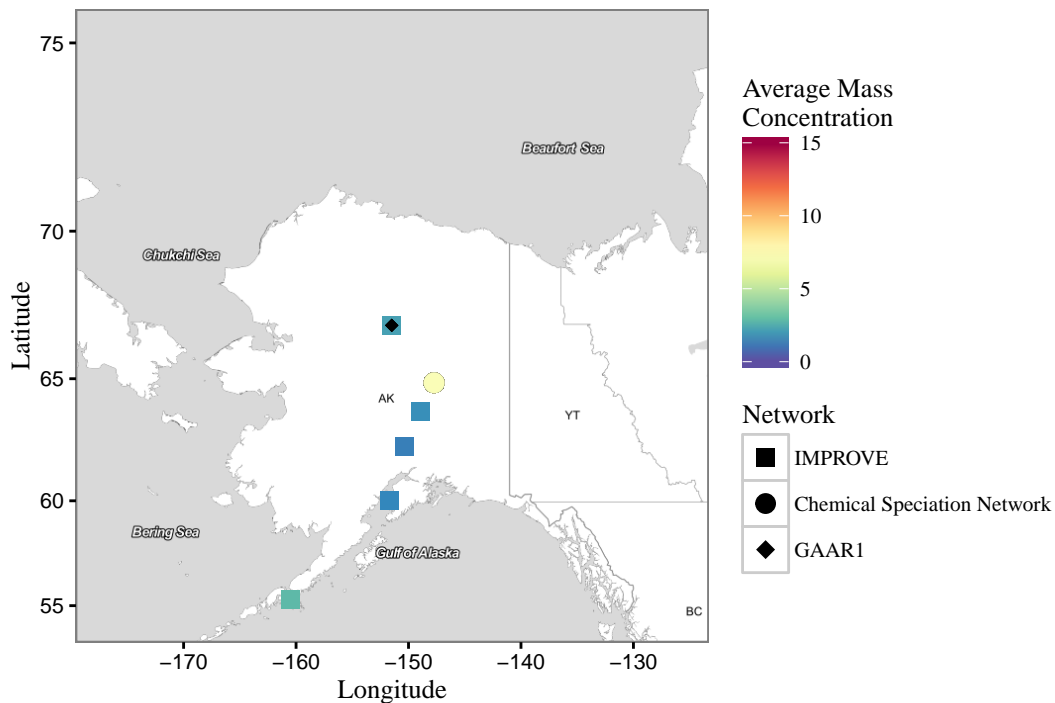 75
70
65
60
55
Latitude
Beaufort Sea
Chukchi Sea
AK
YT
Bering Sea
Gulf of Alaska
BC
−170
−160
−150
−140
−130
Longitude
Average Mass
Concentration
15
10
5
0
Network
IMPROVE
Chemical Speciation Network
GAAR1